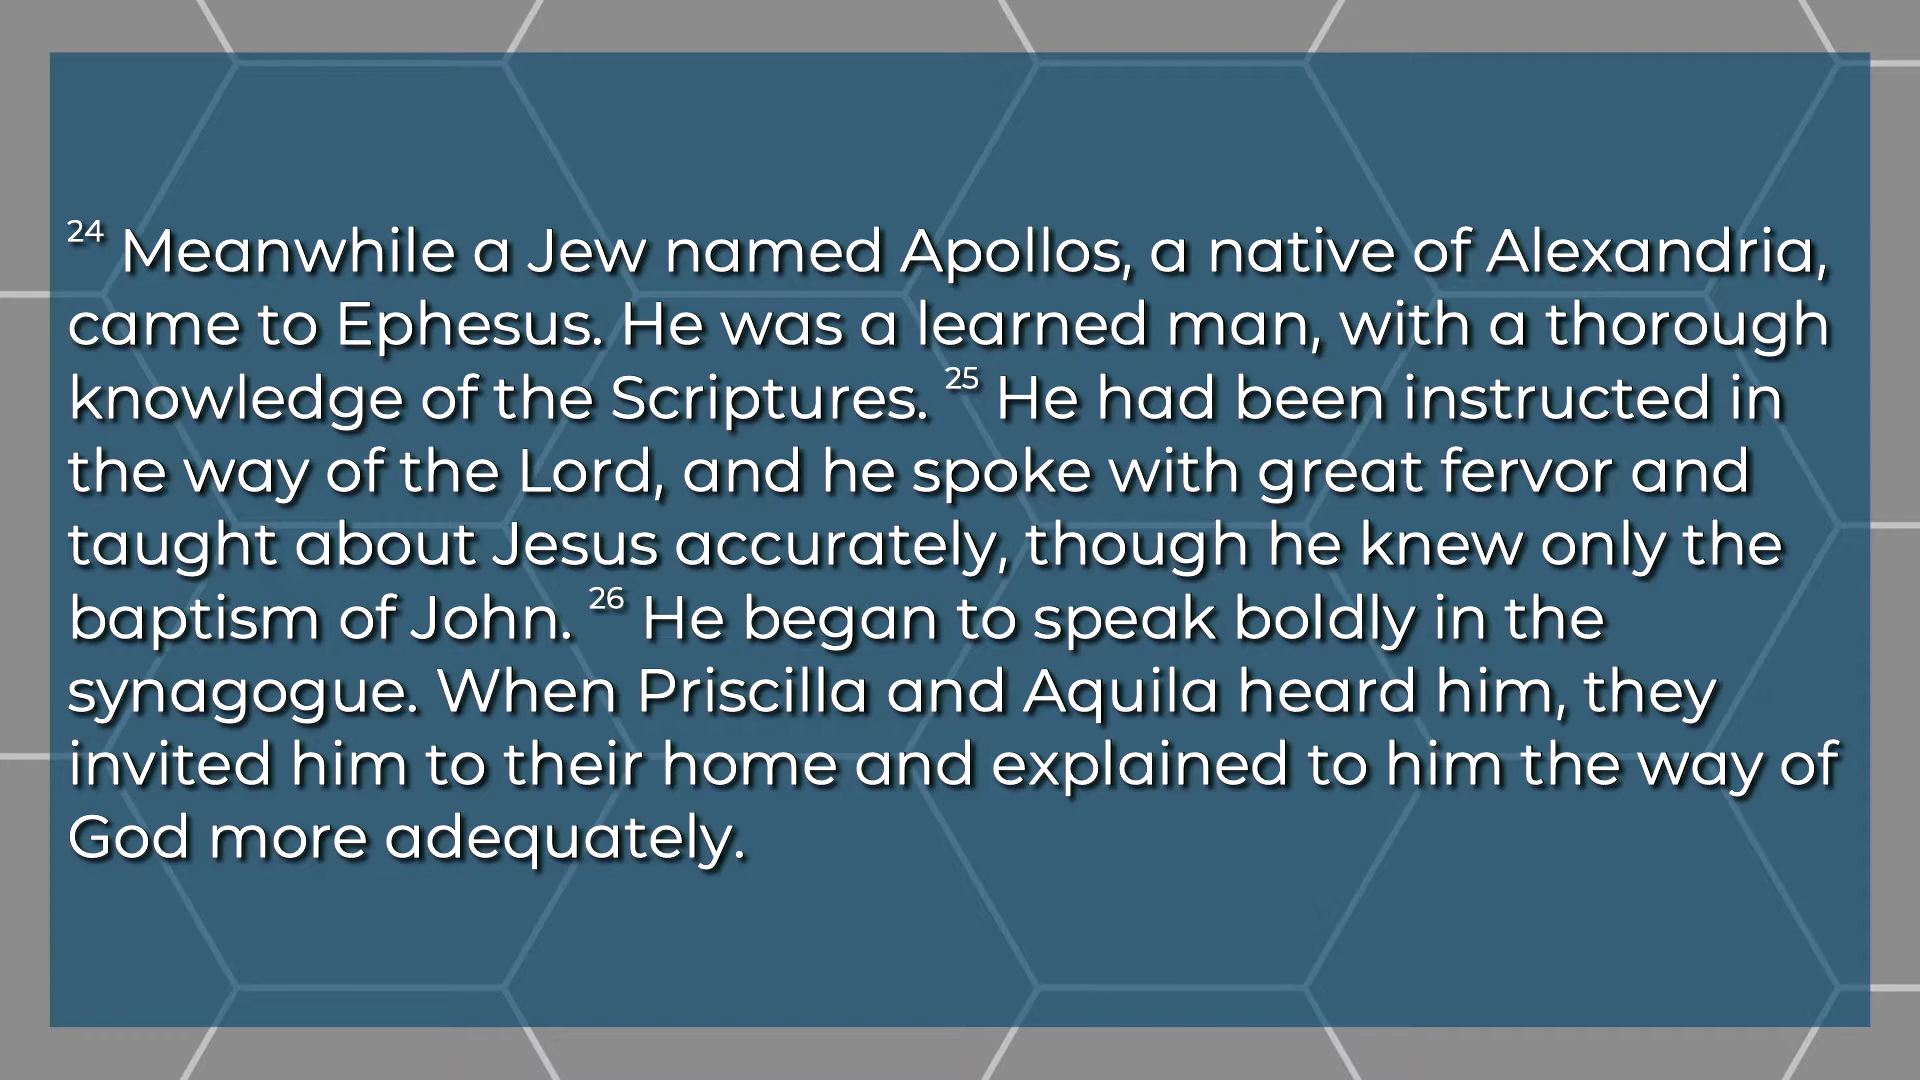 24 Meanwhile a Jew named Apollos, a native of Alexandria,
came to Ephesus. He was a learned man, with a thorough
knowledge of the Scriptures. 25 He had been instructed in
the way of the Lord, and he spoke with great fervor and
taught about Jesus accurately, though he knew only the
baptism of John. 26 He began to speak boldly in the
synagogue. When Priscilla and Aquila heard him, they
invited him to their home and explained to him the way of
God more adequately.